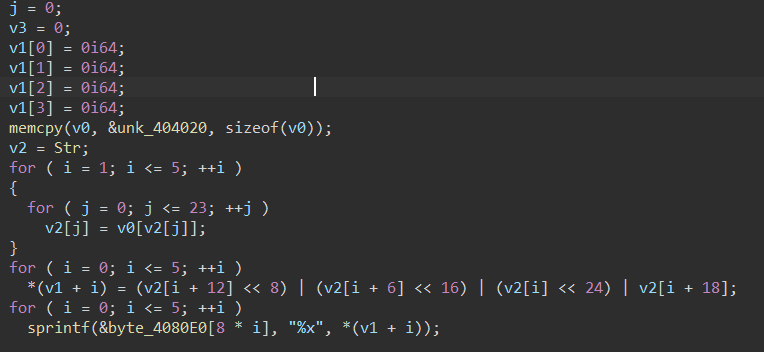 j = 0;
v3 = 0;
v1[0] = 0i64;
v1[1] = 0i64;
v1[2] = 0i64;
v1[3] = 0i64;
memcpy(v0, &unk_404020, sizeof(v0));
v2 = Str;
for ( i = 1; i <= 5; ++i )
{
  for ( j = 0; j <= 23; ++j )
    v2[j] = v0[v2[j]];
}
for ( i = 0; i <= 5; ++i )
  *(v1 + i) = (v2[i + 12] << 8) | (v2[i + 6] << 16) | (v2[i] << 24) | v2[i + 18];
for ( i = 0; i <= 5; ++i )
  sprintf(&byte_4080E0[8 * i], "%x", *(v1 + i));